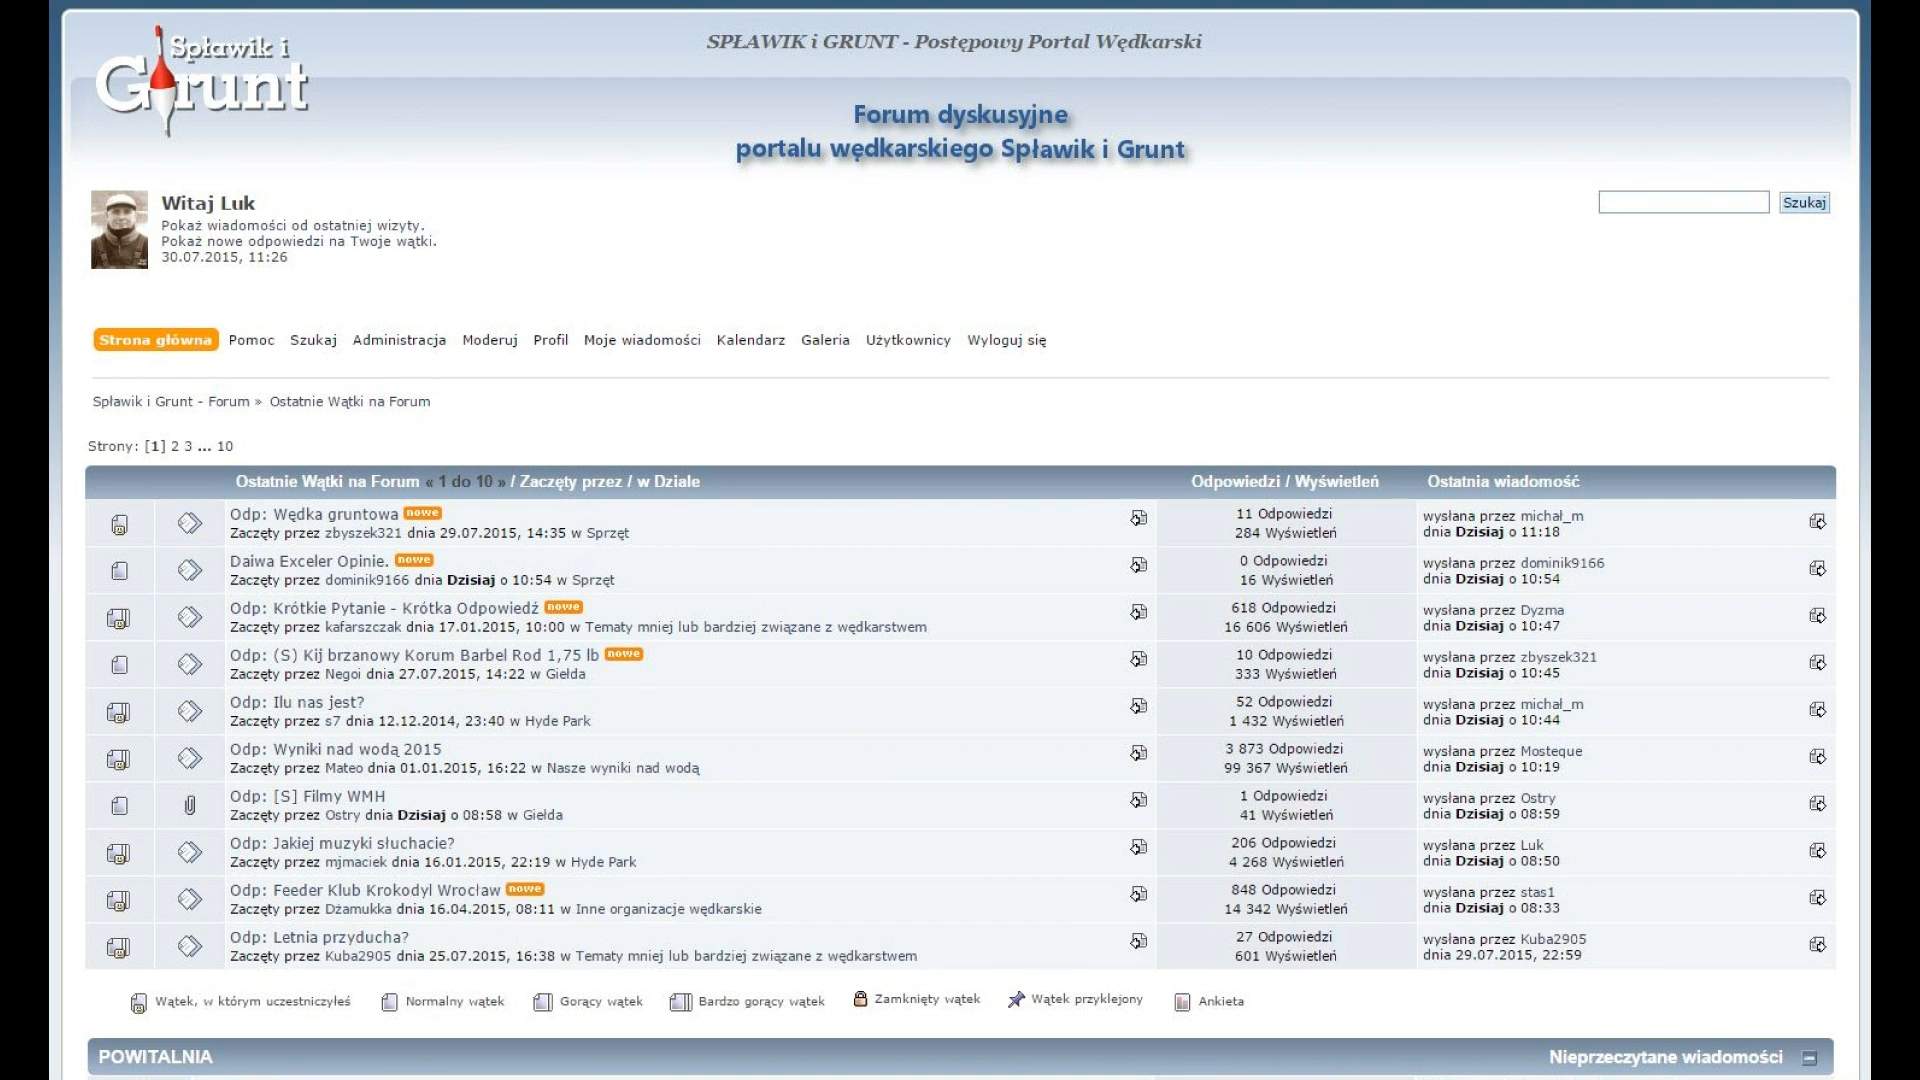 Spławik i
Grunt
SPŁAWIK i GRUNT - Postępowy Portal Wędkarski
Forum dyskusyjne
portalu wędkarskiego Spławik i Grunt
Witaj Luk
Pokaż wiadomości od ostatniej wizyty.
Pokaż nowe odpowiedzi na Twoje wątki.
30.07.2015, 11:26
Szukaj
Strona główna Pomoc Szukaj Administracja Moderuj Profil Moje wiadomości Kalendarz Galeria Użytkownicy Wyloguj się
Spławik i Grunt - Forum » Ostatnie Wątki na Forum
Strony: [1] 2 3 ... 10
Ostatnie Wątki na Forum « 1 do 10 » / Zaczęty przez / w Dziale Odpowiedzi / Wyświetleń Ostatnia wiadomość
Odp: Wędka gruntowa nowe
Zaczęty przez zbyszek321 dnia 29.07.2015, 14:35 w Sprzęt
11 Odpowiedzi
284 Wyświetleń
wysłana przez michał_m
dnia Dzisiaj o 11:18
Daiwa Exceler Opinie. nowe
Zaczęty przez dominik9166 dnia Dzisiaj o 10:54 w Sprzęt
0 Odpowiedzi
16 Wyświetleń
wysłana przez dominik9166
dnia Dzisiaj o 10:54
Odp: Krótkie Pytanie - Krótka Odpowiedź nowe
Zaczęty przez kafarszczak dnia 17.01.2015, 10:00 w Tematy mniej lub bardziej związane z wędkarstwem
618 Odpowiedzi
16 606 Wyświetleń
wysłana przez Dyzma
dnia Dzisiaj o 10:47
Odp: (S) Kij brzanowy Korum Barbel Rod 1,75 lb nowe
Zaczęty przez Negoi dnia 27.07.2015, 14:22 w Giełda
10 Odpowiedzi
333 Wyświetleń
wysłana przez zbyszek321
dnia Dzisiaj o 10:45
Odp: Ilu nas jest?
Zaczęty przez s7 dnia 12.12.2014, 23:40 w Hyde Park
52 Odpowiedzi
1 432 Wyświetleń
wysłana przez michał_m
dnia Dzisiaj o 10:44
Odp: Wyniki nad wodą 2015
Zaczęty przez Mateo dnia 01.01.2015, 16:22 w Nasze wyniki nad wodą
3 873 Odpowiedzi
99 367 Wyświetleń
wysłana przez Mosteque
dnia Dzisiaj o 10:19
Odp: [S] Filmy WMH
Zaczęty przez Ostry dnia Dzisiaj o 08:58 w Giełda
1 Odpowiedzi
41 Wyświetleń
wysłana przez Ostry
dnia Dzisiaj o 08:59
Odp: Jakiej muzyki słuchacie?
Zaczęty przez mjmaciek dnia 16.01.2015, 22:19 w Hyde Park
206 Odpowiedzi
4 268 Wyświetleń
wysłana przez Luk
dnia Dzisiaj o 08:50
Odp: Feeder Klub Krokodyl Wrocław nowe
Zaczęty przez Dżamukka dnia 16.04.2015, 08:11 w Inne organizacje wędkarskie
848 Odpowiedzi
14 342 Wyświetleń
wysłana przez stas1
dnia Dzisiaj o 08:33
Odp: Letnia przyducha?
Zaczęty przez Kuba2905 dnia 25.07.2015, 16:38 w Tematy mniej lub bardziej związane z wędkarstwem
27 Odpowiedzi
601 Wyświetleń
wysłana przez Kuba2905
dnia 29.07.2015, 22:59
Wątek, w którym uczestniczyłeś Normalny wątek Gorący wątek Bardzo gorący wątek Zamknięty wątek Wątek przyklejony Ankieta
POWITALNIA Nieprzeczytane wiadomości